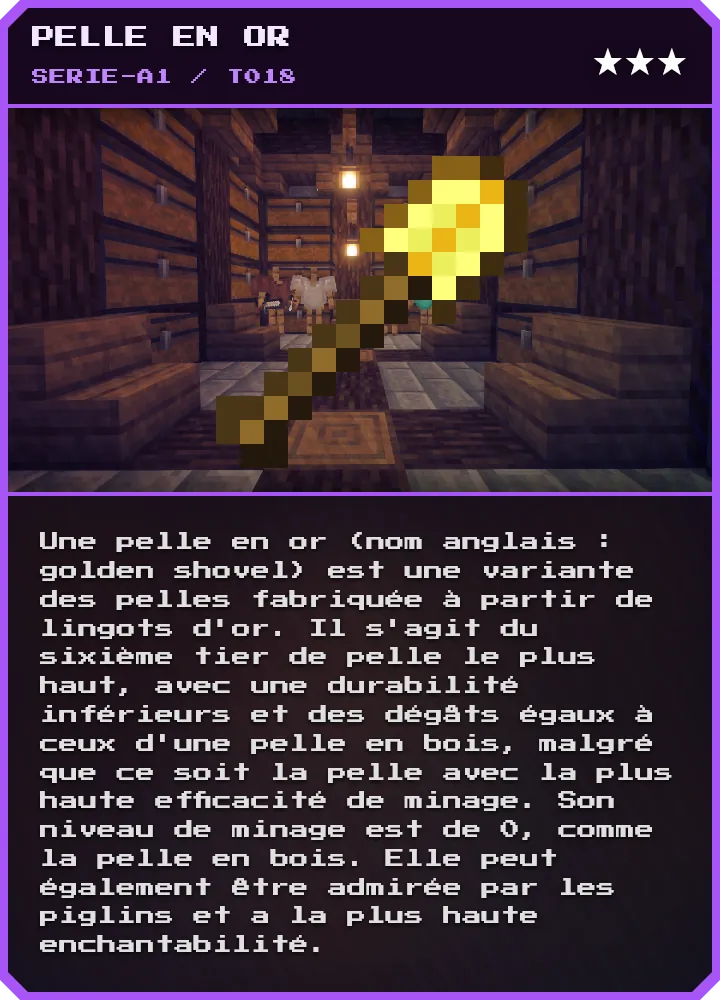 PELLE EN OR
SERIE-A1 / T018
★★★
Une pelle en or (nom anglais :
golden shovel) est une variante
des pelles fabriquée à partir de
lingots d'or. Il s'agit du
sixième tier de pelle le plus
haut, avec une durabilité
inférieurs et des dégâts égaux à
ceux d'une pelle en bois, malgré
que ce soit la pelle avec la plus
haute efficacité de minage. Son
niveau de minage est de 0, comme
la pelle en bois. Elle peut
également être admirée par les
piglins et a la plus haute
enchantabilité.